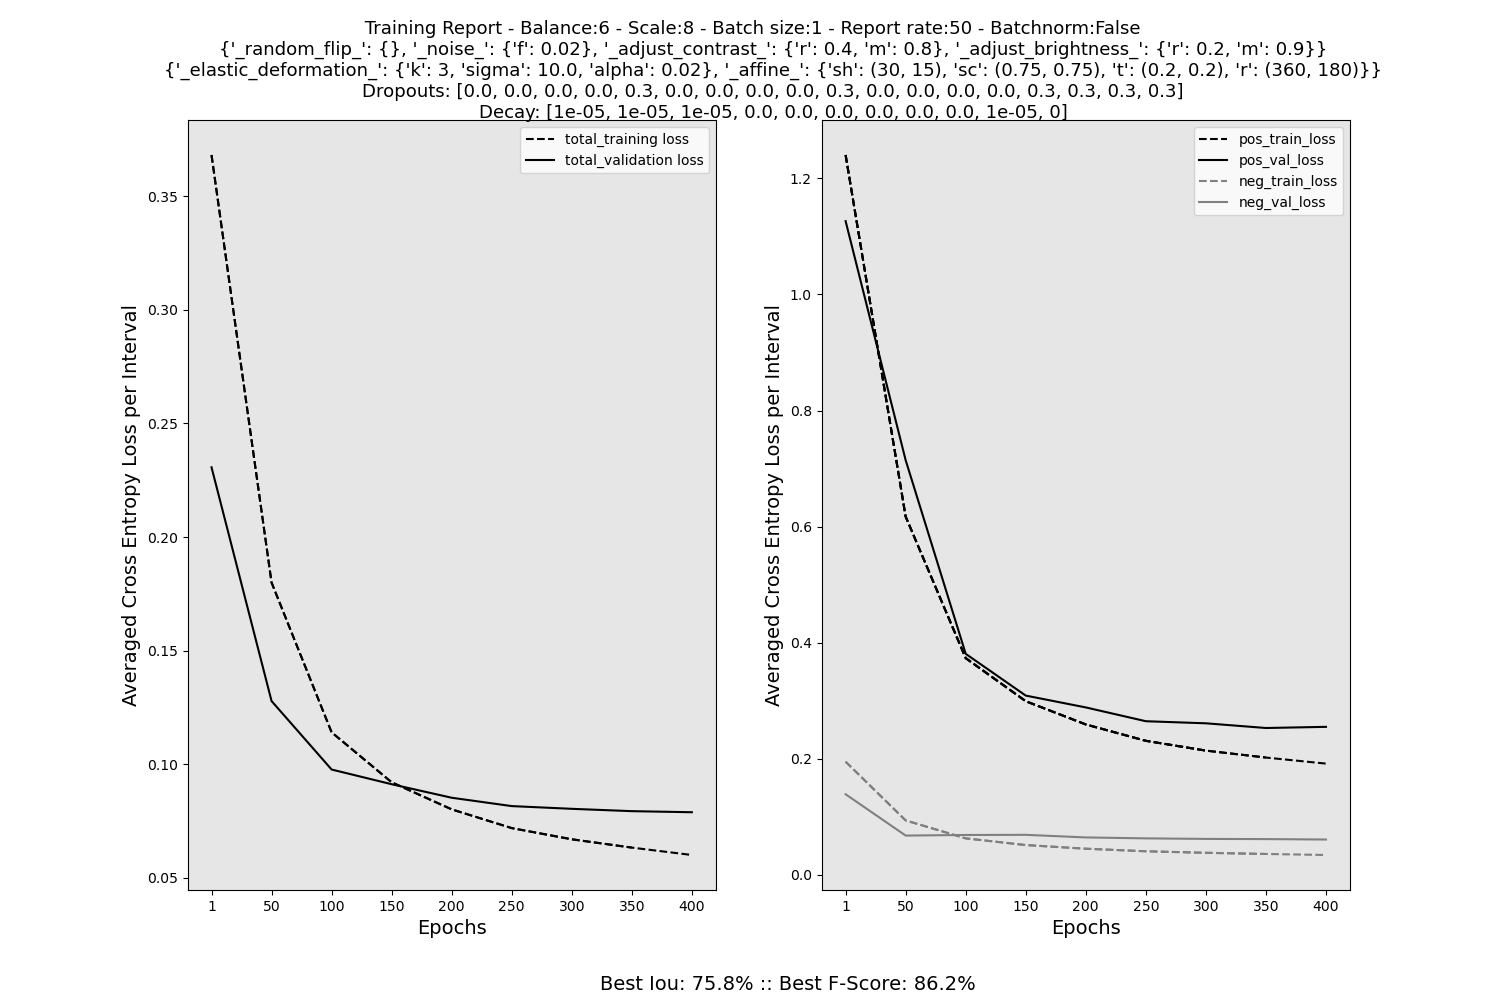 Training Report - Balance:6 - Scale:8 - Batch size:1 - Report rate:50 - Batchnorm:False
{'_random_flip_': {}, '_noise_': {'f': 0.02}, '_adjust_contrast_': {'r': 0.4, 'm': 0.8}, '_adjust_brightness_': {'r': 0.2, 'm': 0.9}}
{'_elastic_deformation_': {'k': 3, 'sigma': 10.0, 'alpha': 0.02}, '_affine_': {'sh': (30, 15), 'sc': (0.75, 0.75), 't': (0.2, 0.2), 'r': (360, 180)}}
Dropouts: [0.0, 0.0, 0.0, 0.0, 0.3, 0.0, 0.0, 0.0, 0.0, 0.3, 0.0, 0.0, 0.0, 0.0, 0.3, 0.3, 0.3, 0.3]
Decay: [1e-05, 1e-05, 1e-05, 0.0, 0.0, 0.0, 0.0, 0.0, 0.0, 1e-05, 0]
total_training loss
total_validation loss
0.35
0.30
0.25
0.20
0.15
0.10
0.05
Averaged Cross Entropy Loss per Interval
1 50 100 150 200 250 300 350 400
Epochs
pos_train_loss
pos_val_loss
neg_train_loss
neg_val_loss
1.2
1.0
0.8
0.6
0.4
0.2
0.0
Averaged Cross Entropy Loss per Interval
1 50 100 150 200 250 300 350 400
Epochs
Best Iou: 75.8% :: Best F-Score: 86.2%